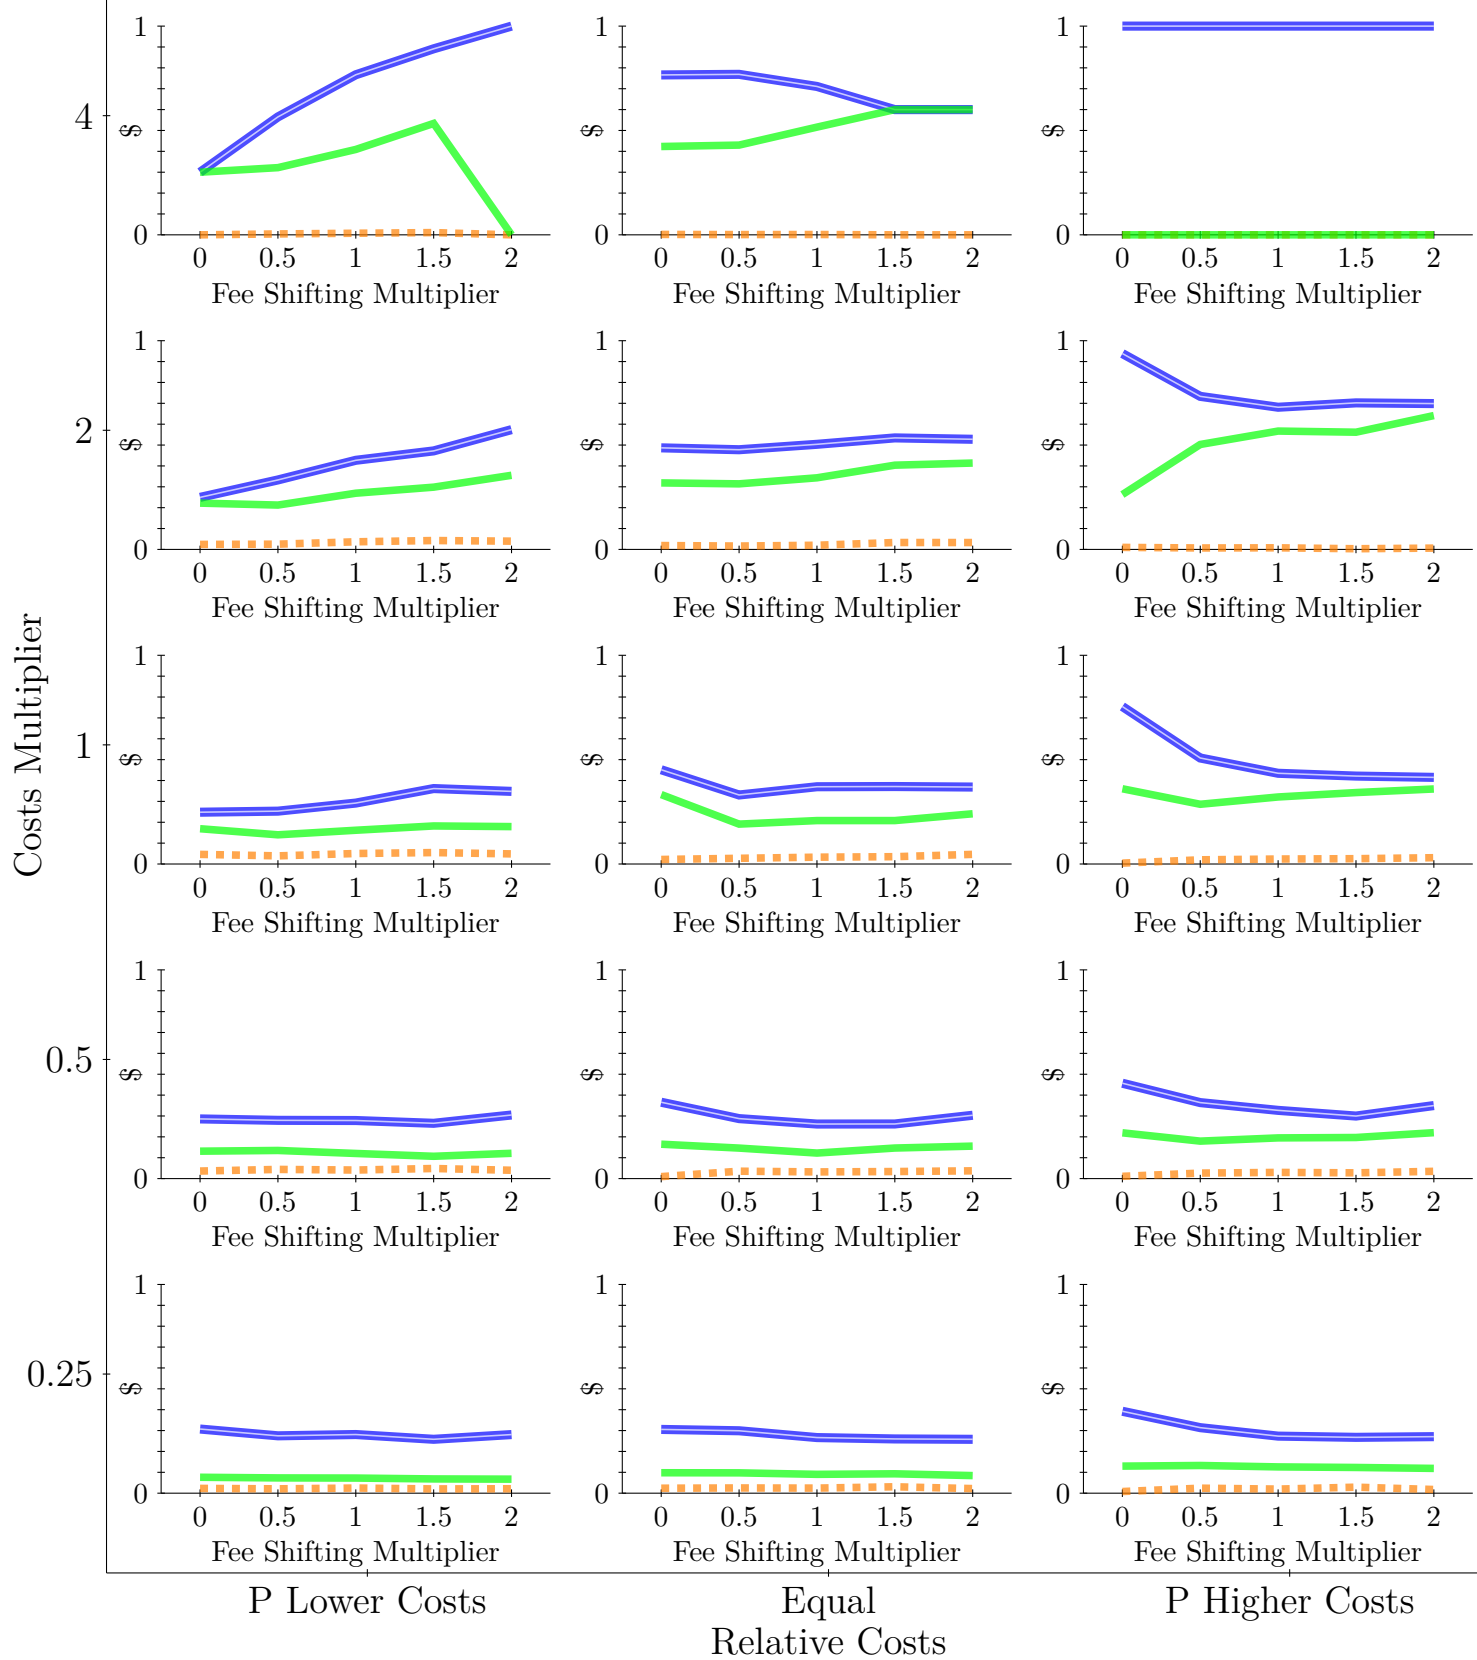 Costs Multiplier
4
1 1 1
$ $ $
0 0 0
0 0.5 1 1.5 2 0 0.5 1 1.5 2 0 0.5 1 1.5 2
Fee Shifting Multiplier Fee Shifting Multiplier Fee Shifting Multiplier
2
1 1 1
$ $ $
0 0 0
0 0.5 1 1.5 2 0 0.5 1 1.5 2 0 0.5 1 1.5 2
Fee Shifting Multiplier Fee Shifting Multiplier Fee Shifting Multiplier
1
1 1 1
$ $ $
0 0 0
0 0.5 1 1.5 2 0 0.5 1 1.5 2 0 0.5 1 1.5 2
Fee Shifting Multiplier Fee Shifting Multiplier Fee Shifting Multiplier
0.5
1 1 1
$ $ $
0 0 0
0 0.5 1 1.5 2 0 0.5 1 1.5 2 0 0.5 1 1.5 2
Fee Shifting Multiplier Fee Shifting Multiplier Fee Shifting Multiplier
0.25
1 1 1
$ $ $
0 0 0
0 0.5 1 1.5 2 0 0.5 1 1.5 2 0 0.5 1 1.5 2
Fee Shifting Multiplier Fee Shifting Multiplier Fee Shifting Multiplier
P Lower Costs Equal P Higher Costs
Relative Costs